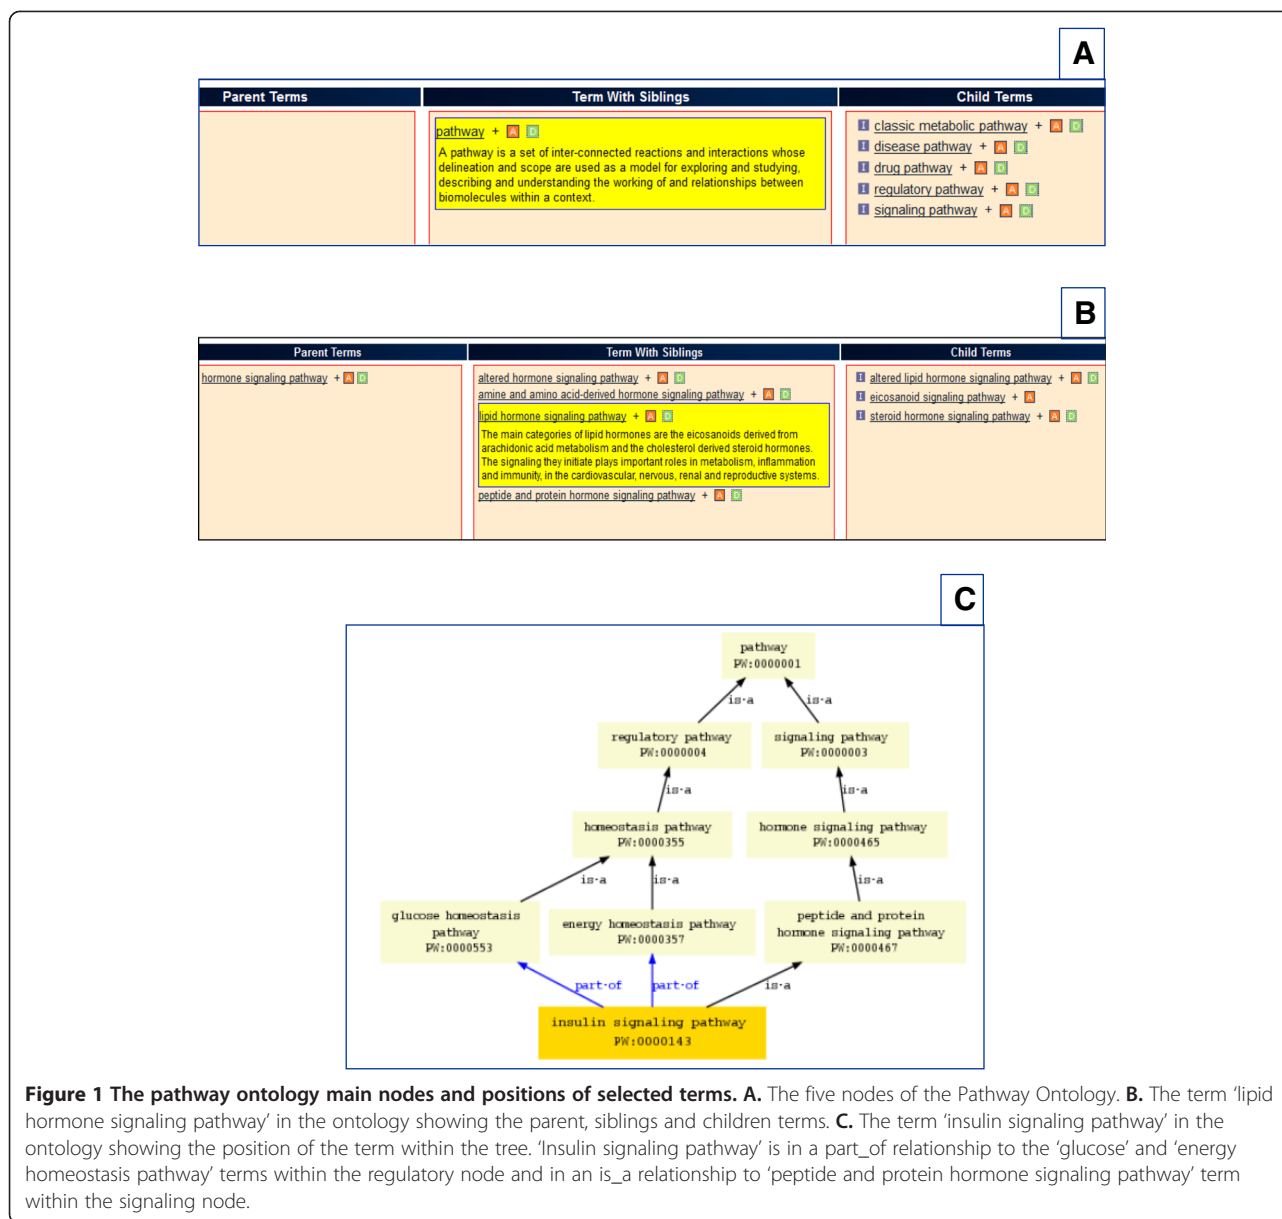 A
Parent Terms
Term With Siblings
Child Terms
pathway + A D
A pathway is a set of inter-connected reactions and interactions whose
delineation and scope are used as a model for exploring and studying,
describing and understanding the working of and relationships between
biomolecules within a context.
I classic metabolic pathway + A D
I disease pathway + A D
I drug pathway + A D
I regulatory pathway + A D
I signaling pathway + A D
B
Parent Terms
Term With Siblings
Child Terms
hormone signaling pathway + A D
altered hormone signaling pathway + A D
amine and amino acid-derived hormone signaling pathway + A D
lipid hormone signaling pathway + A D
The main categories of lipid hormones are the eicosanoids derived from
arachidonic acid metabolism and the cholesterol derived steroid hormones.
The signaling they initiate plays important roles in metabolism, inflammation
and immunity, in the cardiovascular, nervous, renal and reproductive systems.
peptide and protein hormone signaling pathway + A D
I altered lipid hormone signaling pathway + A D
I eicosanoid signaling pathway + A
I steroid hormone signaling pathway + A D
C
pathway
PW:0000001
is-a
is-a
regulatory pathway
PW:0000004
signaling pathway
PW:0000003
is-a
is-a
homeostasis pathway
PW:0000355
hormone signaling pathway
PW:0000465
is-a
is-a
is-a
glucose homeostasis
pathway
PW:0000553
energy homeostasis pathway
PW:0000357
peptide and protein
hormone signaling pathway
PW:0000467
part-of
part-of
is-a
insulin signaling pathway
PW:0000143
Figure 1 The pathway ontology main nodes and positions of selected terms. A. The five nodes of the Pathway Ontology. B. The term ‘lipid
hormone signaling pathway’ in the ontology showing the parent, siblings and children terms. C. The term ‘insulin signaling pathway’ in the
ontology showing the position of the term within the tree. ‘Insulin signaling pathway’ is in a part_of relationship to the ‘glucose’ and ‘energy
homeostasis pathway’ terms within the regulatory node and in an is_a relationship to ‘peptide and protein hormone signaling pathway’ term
within the signaling node.